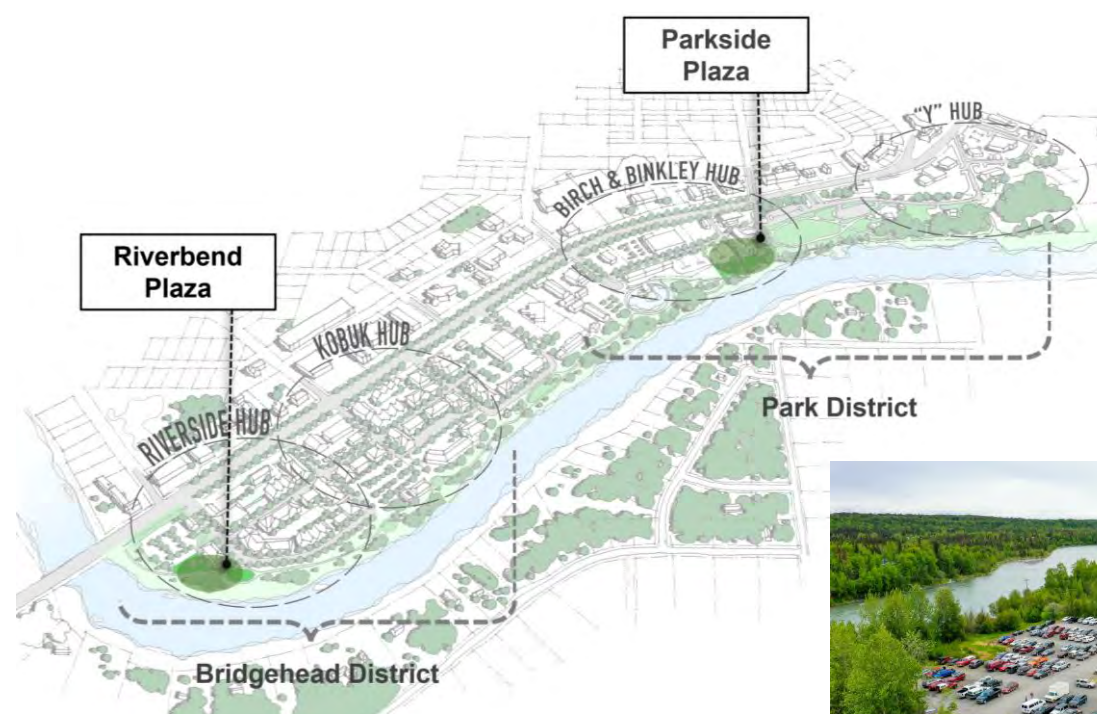 Parkside
Plaza
"Y" HUB
BIRCH & BINKLEY HUB
Riverbend
Plaza
KOBUK HUB
RIVERSIDE HUB
Park District
Bridgehead District